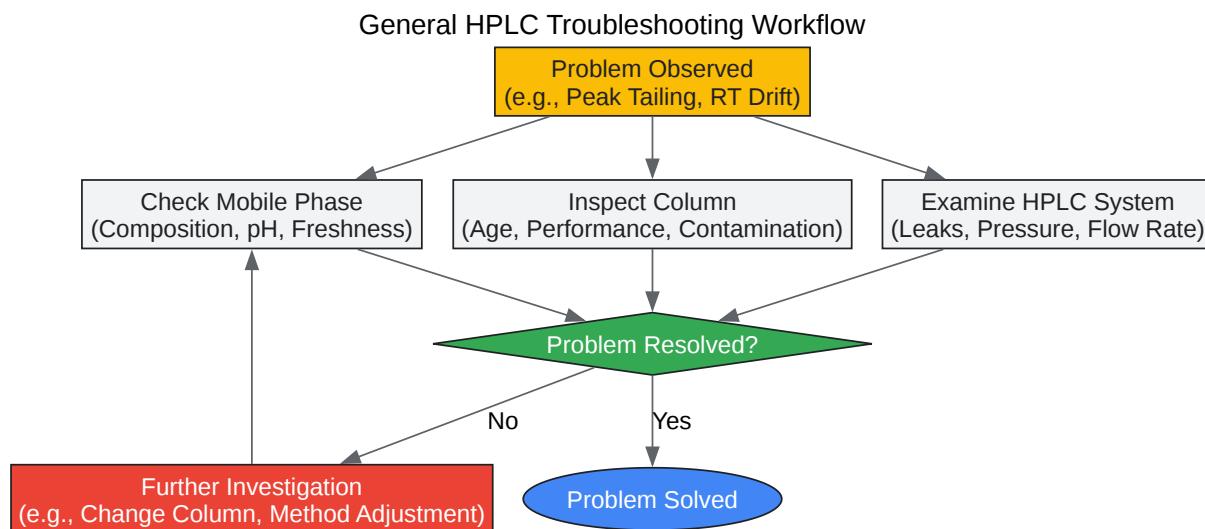 General HPLC Troubleshooting Workflow
Problem Observed
(e.g., Peak Tailing, RT Drift)
Check Mobile Phase
(Composition, pH, Freshness)
Inspect Column
(Age, Performance, Contamination)
Examine HPLC System
(Leaks, Pressure, Flow Rate)
Problem Resolved?
No
Yes
Further Investigation
(e.g., Change Column, Method Adjustment)
Problem Solved